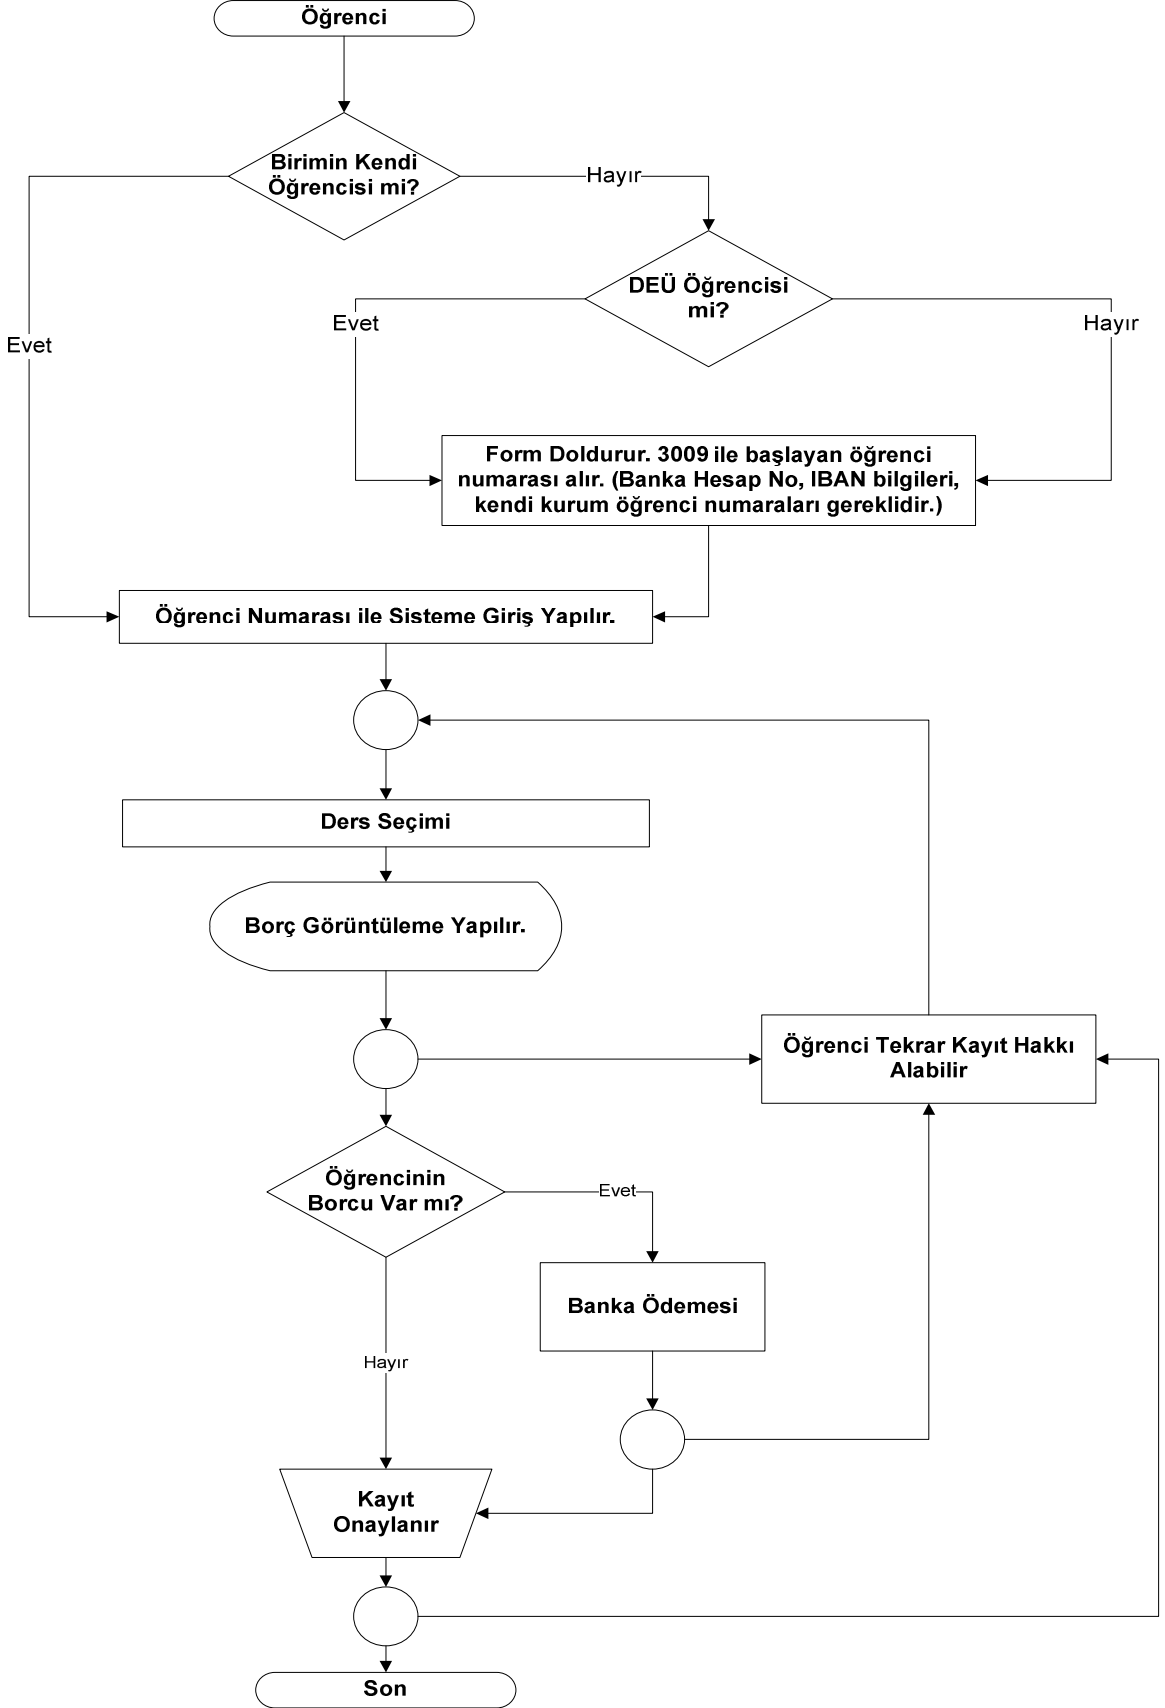 Öğrenci
Birimin Kendi
Öğrencisi mi?
Hayır
DEÜ Öğrencisi
mi?
Evet
Hayır
Evet
Form Doldurur. 3009 ile başlayan öğrenci
numarası alır. (Banka Hesap No, IBAN bilgileri,
kendi kurum öğrenci numaraları gereklidir.)
Öğrenci Numarası ile Sisteme Giriş Yapılır.
Ders Seçimi
Borç Görüntüleme Yapılır.
Öğrenci Tekrar Kayıt Hakkı
Alabilir
Öğrencinin
Borcu Var mı?
Evet
Banka Ödemesi
Hayır
Kayıt
Onaylanır
Son